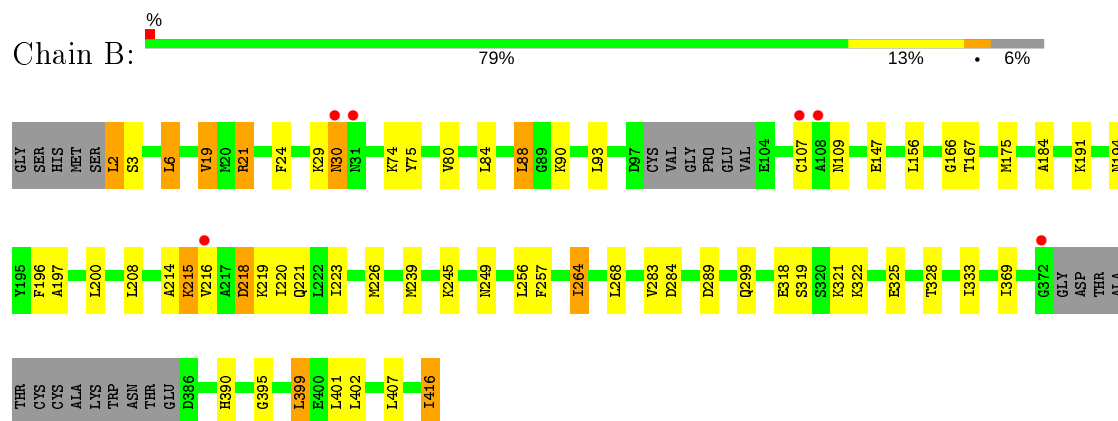 %
Chain B:
79% 13% • 6%
GLY SER HIS MET SER L2 S3 L6 V19 M20 R21 F24 K29 N30 N31 K74 Y75 V80 L84 L88 G89 K90 L93 D97 CYS VAL GLY PRO GLU VAL E104 C107 A108 N109 E147 L156 G166 T167 M175 A184 K191 N194
Y195 F196 A197 L200 L208 A214 K215 V216 A217 D218 K219 I220 Q221 L222 I223 M226 M239 K245 N249 L256 F257 I264 L268 V283 D284 D289 Q299 E318 S319 S320 K321 K322 E325 T328 I333 I369 G372 GLY ASP THR ALA
THR CYS CYS ALA LYS TRP ASN THR GLU D386 H390 G395 L399 E400 L401 L402 L407 I416